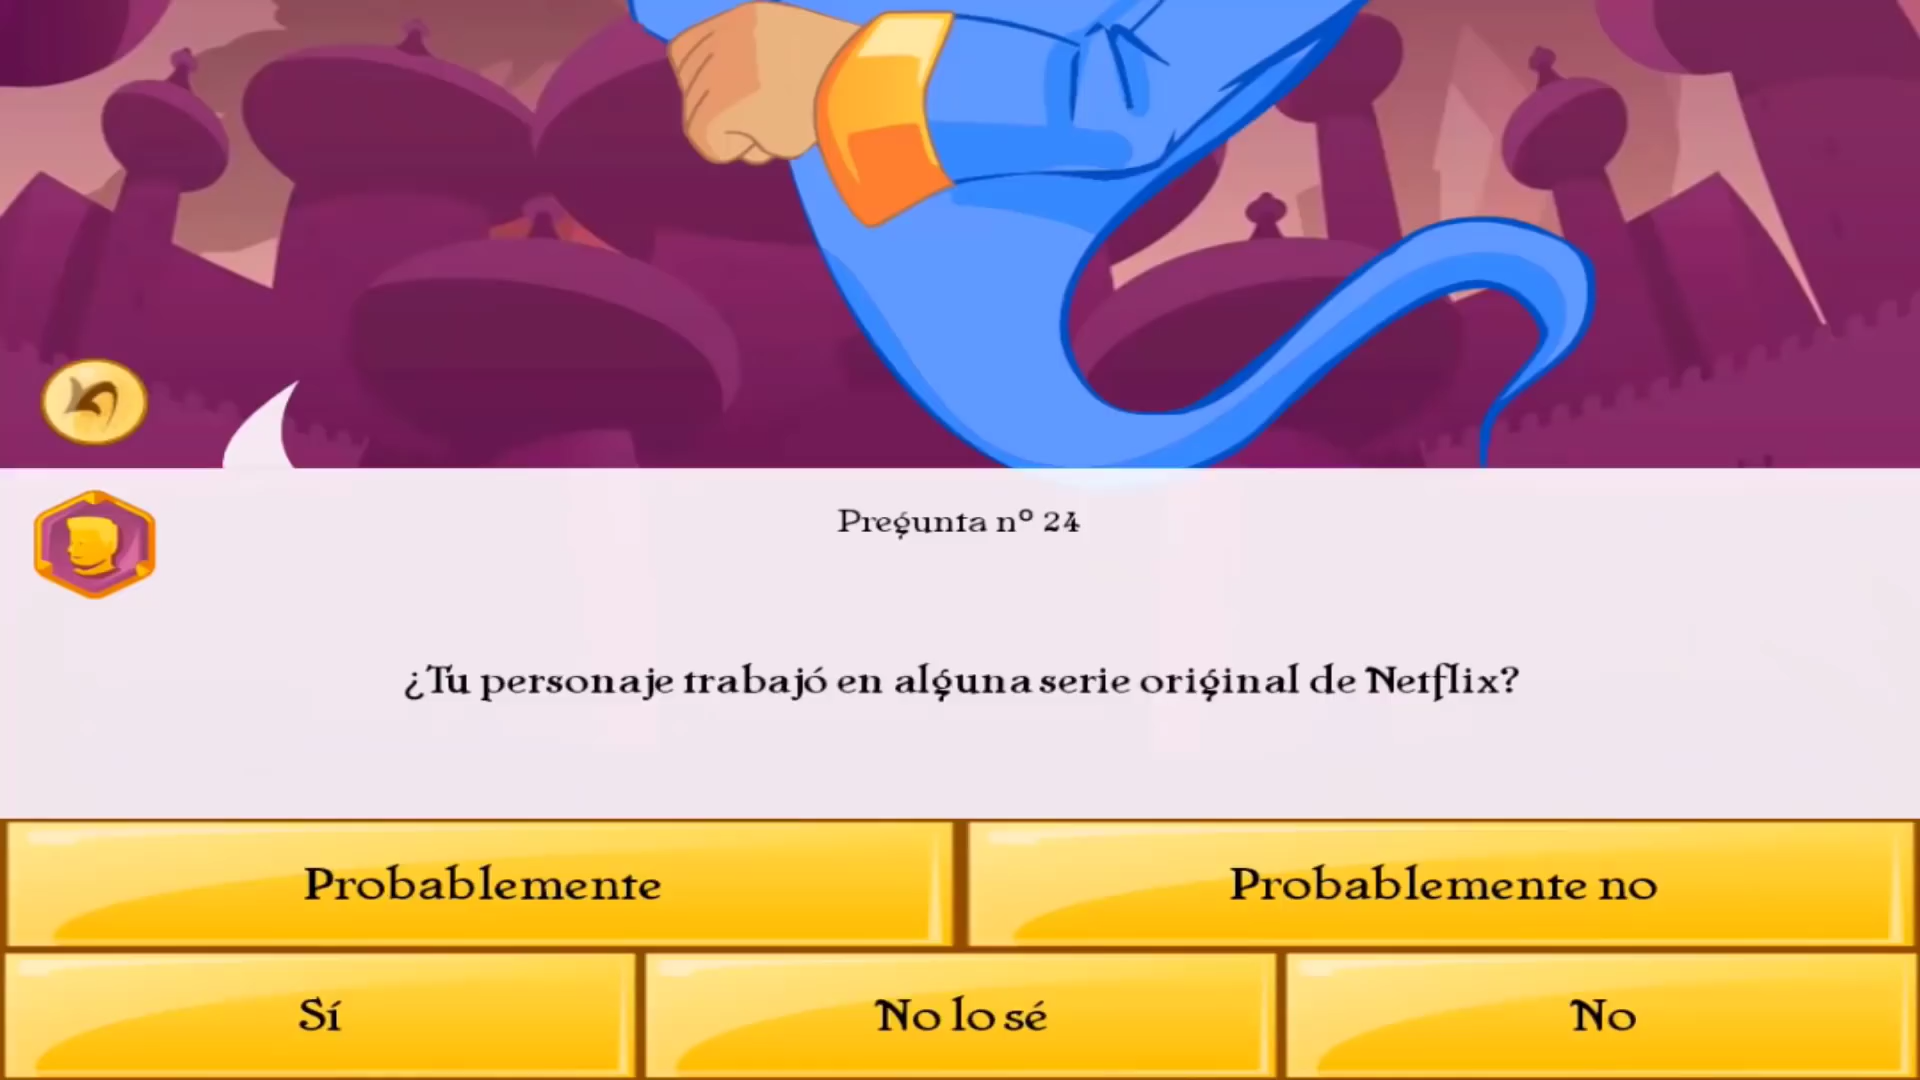 Pregunta nº 24
¿Tu personaje trabajó en alguna serie original de Netflix?
Probablemente
Probablemente no
Sí
No lo sé
No